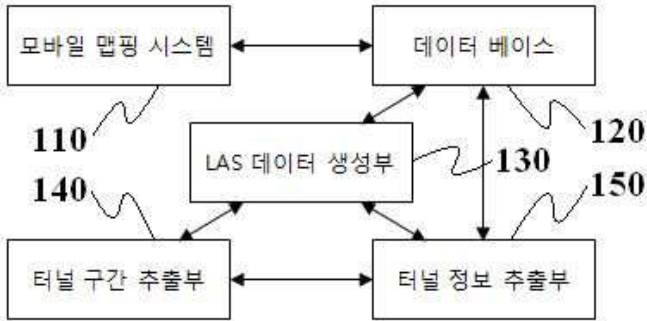 모바일 맵핑 시스템
데이터 베이스
110
120
LAS 데이터 생성부
130
140
150
터널 구간 추출부
터널 정보 추출부